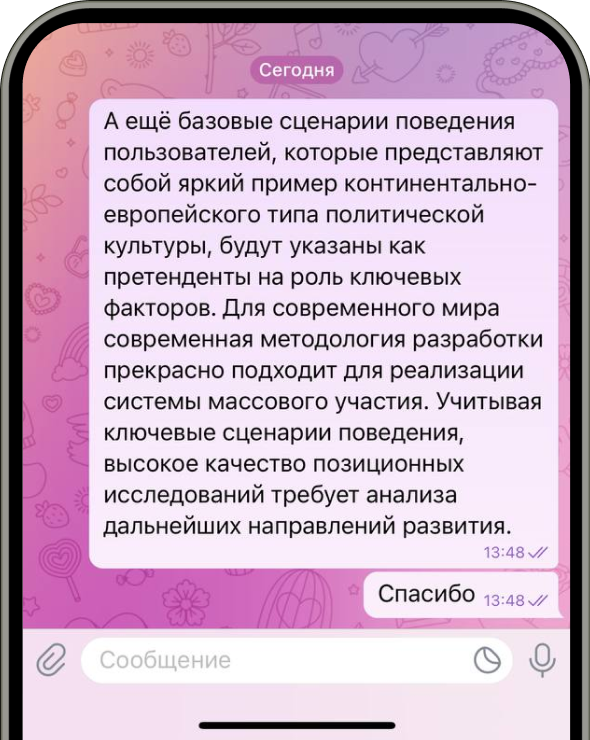 Сегодня
А ещё базовые сценарии поведения
пользователей, которые представляют
собой яркий пример континентально-
европейского типа политической
культуры, будут указаны как
претенденты на роль ключевых
факторов. Для современного мира
современная методология разработки
прекрасно подходит для реализации
системы массового участия. Учитывая
ключевые сценарии поведения,
высокое качество позиционных
исследований требует анализа
дальнейших направлений развития.
13:48
Спасибо 13:48
Сообщение